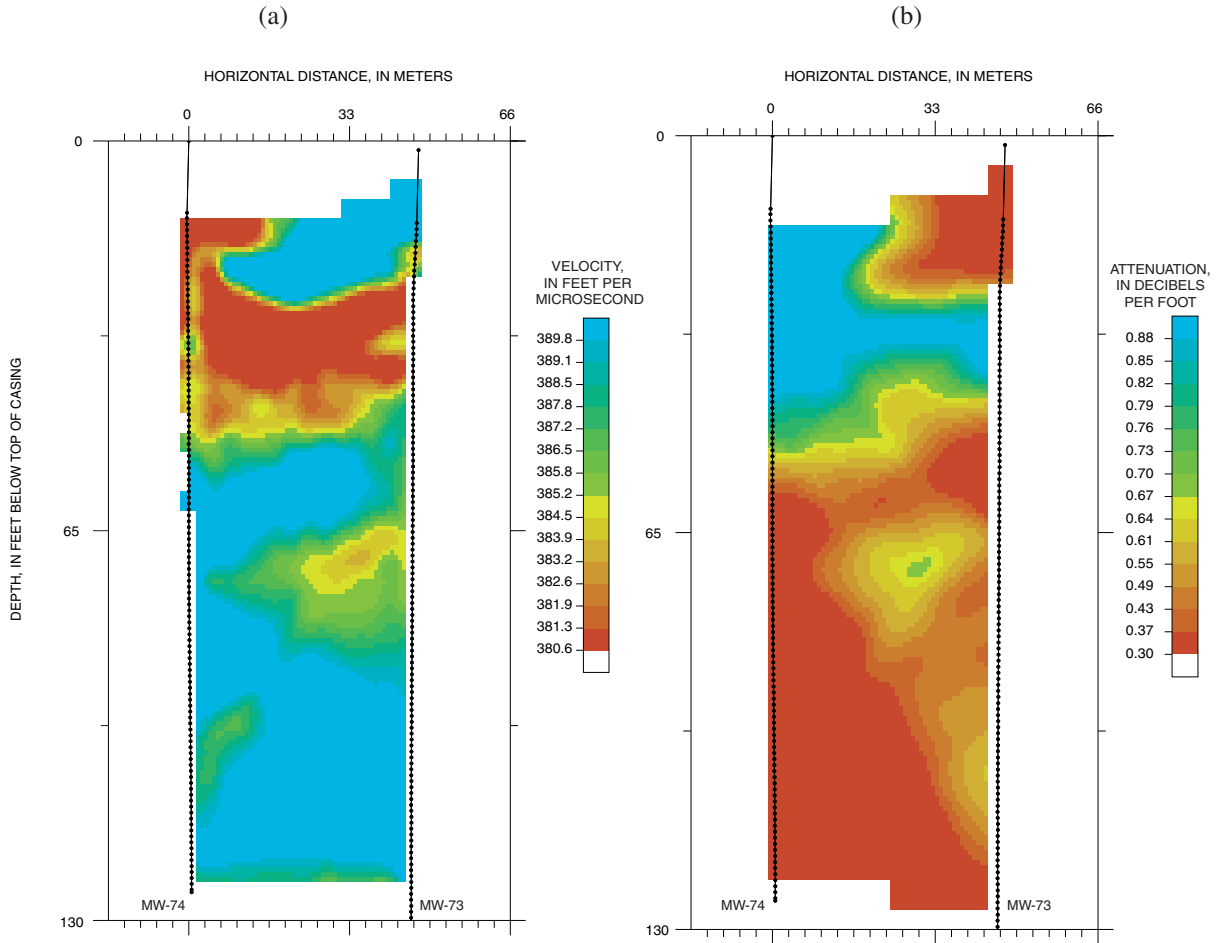 (a)
HORIZONTAL DISTANCE, IN METERS
0 33 66
0
65
130
DEPTH, IN FEET BELOW TOP OF CASING
MW-74
MW-73
VELOCITY,
IN FEET PER
MICROSECOND
389.8
389.1
388.5
387.8
387.2
386.5
385.8
385.2
384.5
383.9
383.2
382.6
381.9
381.3
380.6
(b)
HORIZONTAL DISTANCE, IN METERS
0 33 66
0
65
130
MW-74
MW-73
ATTENUATION,
IN DECIBELS
PER FOOT
0.88
0.85
0.82
0.79
0.76
0.73
0.70
0.67
0.64
0.61
0.55
0.49
0.43
0.37
0.30